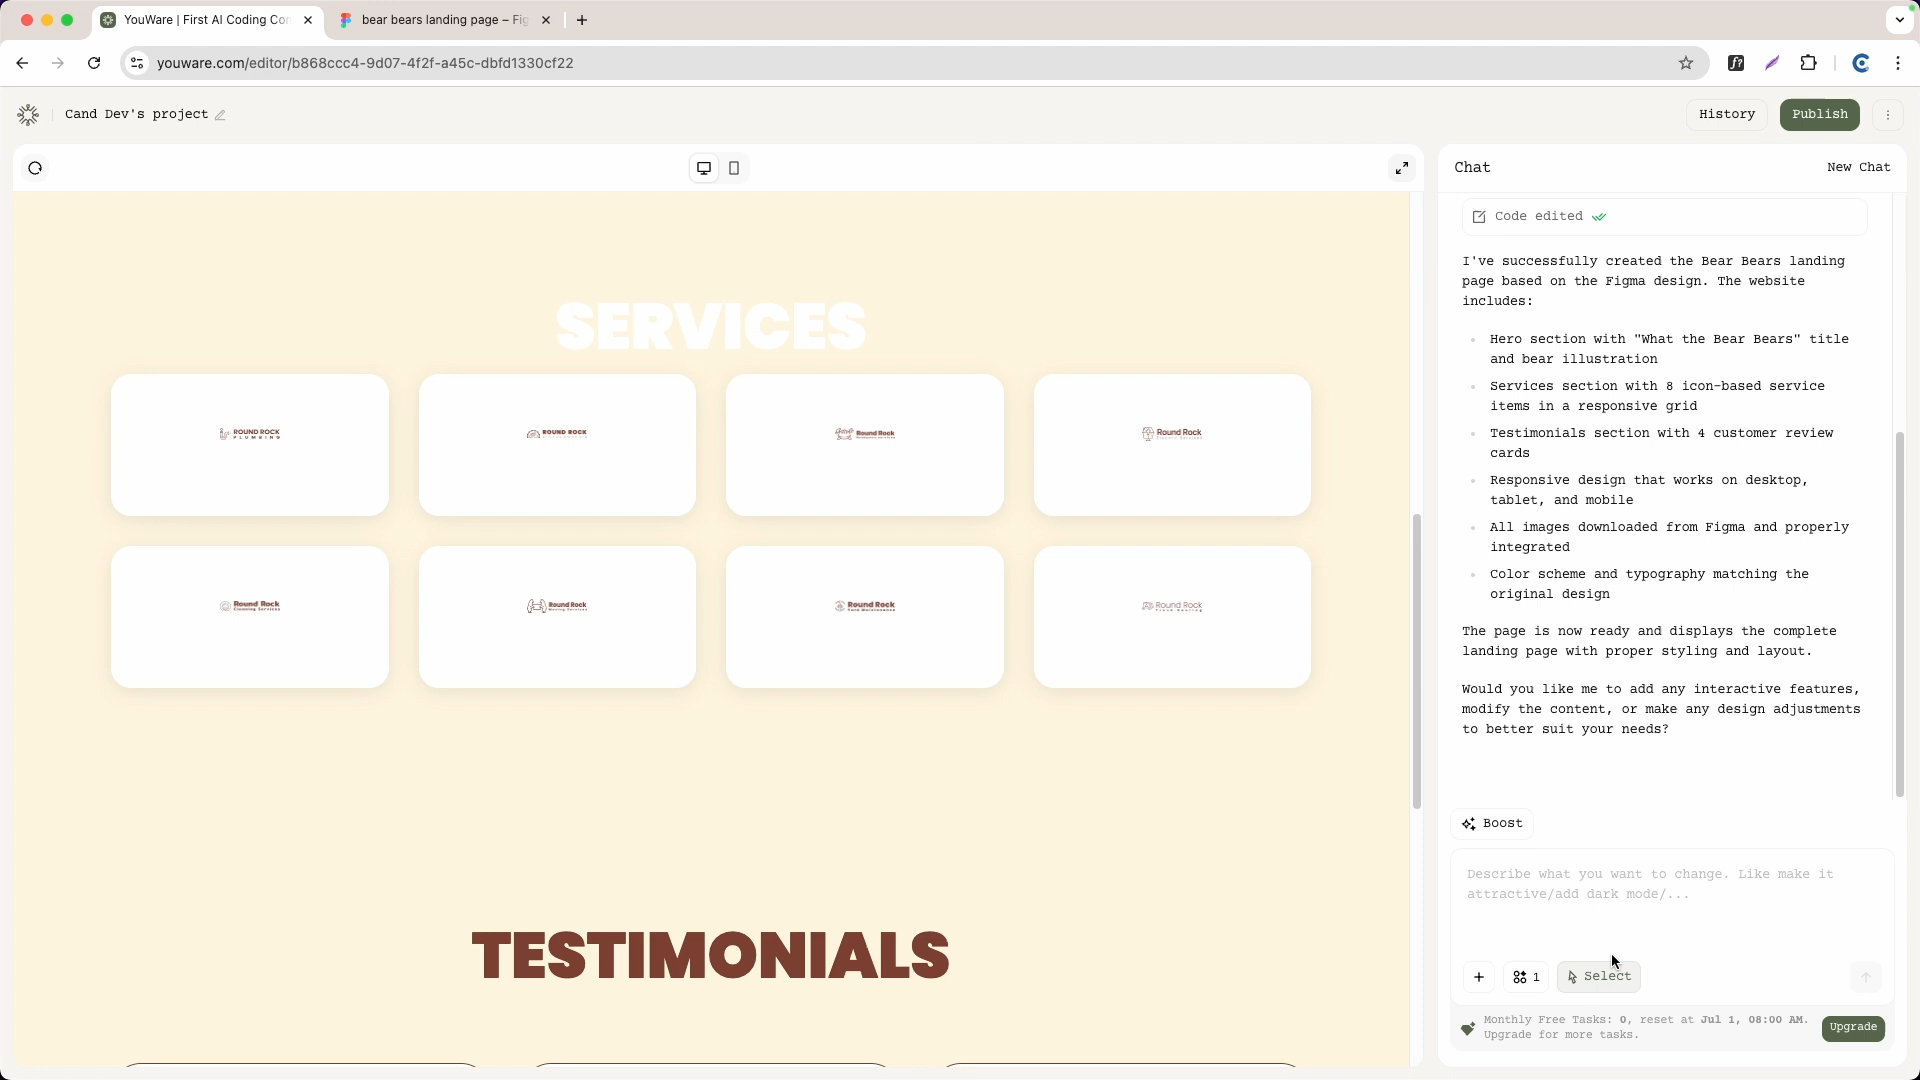 YouWare | First AI Coding Con
bear bears landing page – Fig
youware.com/editor/b868ccc4-9d07-4f2f-a45c-dbfd1330cf22
Cand Dev's project
History
Publish
Chat
New Chat
SERVICES
ROUND ROCK
PLUMBING
ROUND ROCK
Round Rock
Round Rock
Round Rock
Cleaning Services
Round Rock
Moving Services
Round Rock
Yard Maintenance
Round Rock
TESTIMONIALS
Code edited
I've successfully created the Bear Bears landing
page based on the Figma design. The website
includes:
Hero section with "What the Bear Bears" title
and bear illustration
Services section with 8 icon-based service
items in a responsive grid
Testimonials section with 4 customer review
cards
Responsive design that works on desktop,
tablet, and mobile
All images downloaded from Figma and properly
integrated
Color scheme and typography matching the
original design
The page is now ready and displays the complete
landing page with proper styling and layout.
Would you like me to add any interactive features,
modify the content, or make any design adjustments
to better suit your needs?
Boost
Describe what you want to change. Like make it
attractive/add dark mode/...
1
Select
Monthly Free Tasks: 0, reset at Jul 1, 08:00 AM.
Upgrade for more tasks.
Upgrade